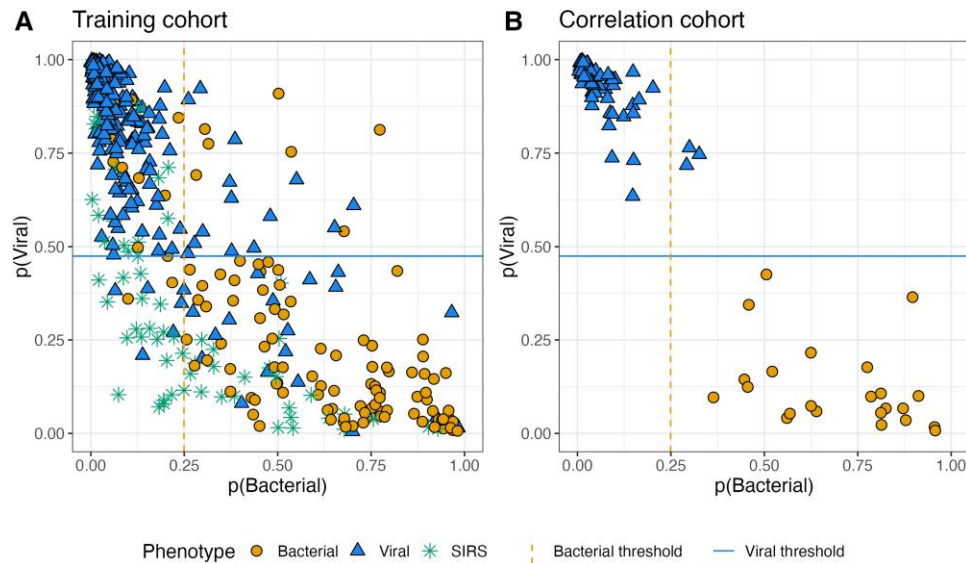 A Training cohort
B Correlation cohort
1.00
0.75
0.50
0.25
0.00
p(Viral)
0.00 0.25 0.50 0.75 1.00
p(Bacterial)
1.00
0.75
0.50
0.25
0.00
p(Viral)
0.00 0.25 0.50 0.75 1.00
p(Bacterial)
Phenotype Bacterial Viral SIRS Bacterial threshold Viral threshold